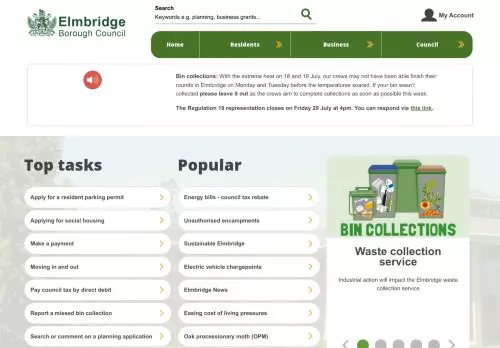 Elmbridge
Borough Council
Search
Keywords e.g. planning, business grants...
My Account
Home
Residents
Business
Council
Bin collections: With the extreme heat on 18 and 19 July, our crews may not have been able finish their
rounds in Elmbridge on Monday and Tuesday before the temperatures soared. If your bin wasn't
collected please leave it out as the crews aim to complete collections as soon as possible this week.
The Regulation 19 representation closes on Friday 29 July at 4pm. You can respond via this link.
Top tasks
Apply for a resident parking permit
Applying for social housing
Make a payment
Moving in and out
Pay council tax by direct debit
Report a missed bin collection
Search or comment on a planning application
Popular
Energy bills - council tax rebate
Unauthorised encampments
Sustainable Elmbridge
Electric vehicle chargepoints
Elmbridge News
Easing cost of living pressures
Oak processionary moth (OPM)
BIN COLLECTIONS
Waste collection
service
Industrial action will impact the Elmbridge waste
collection service